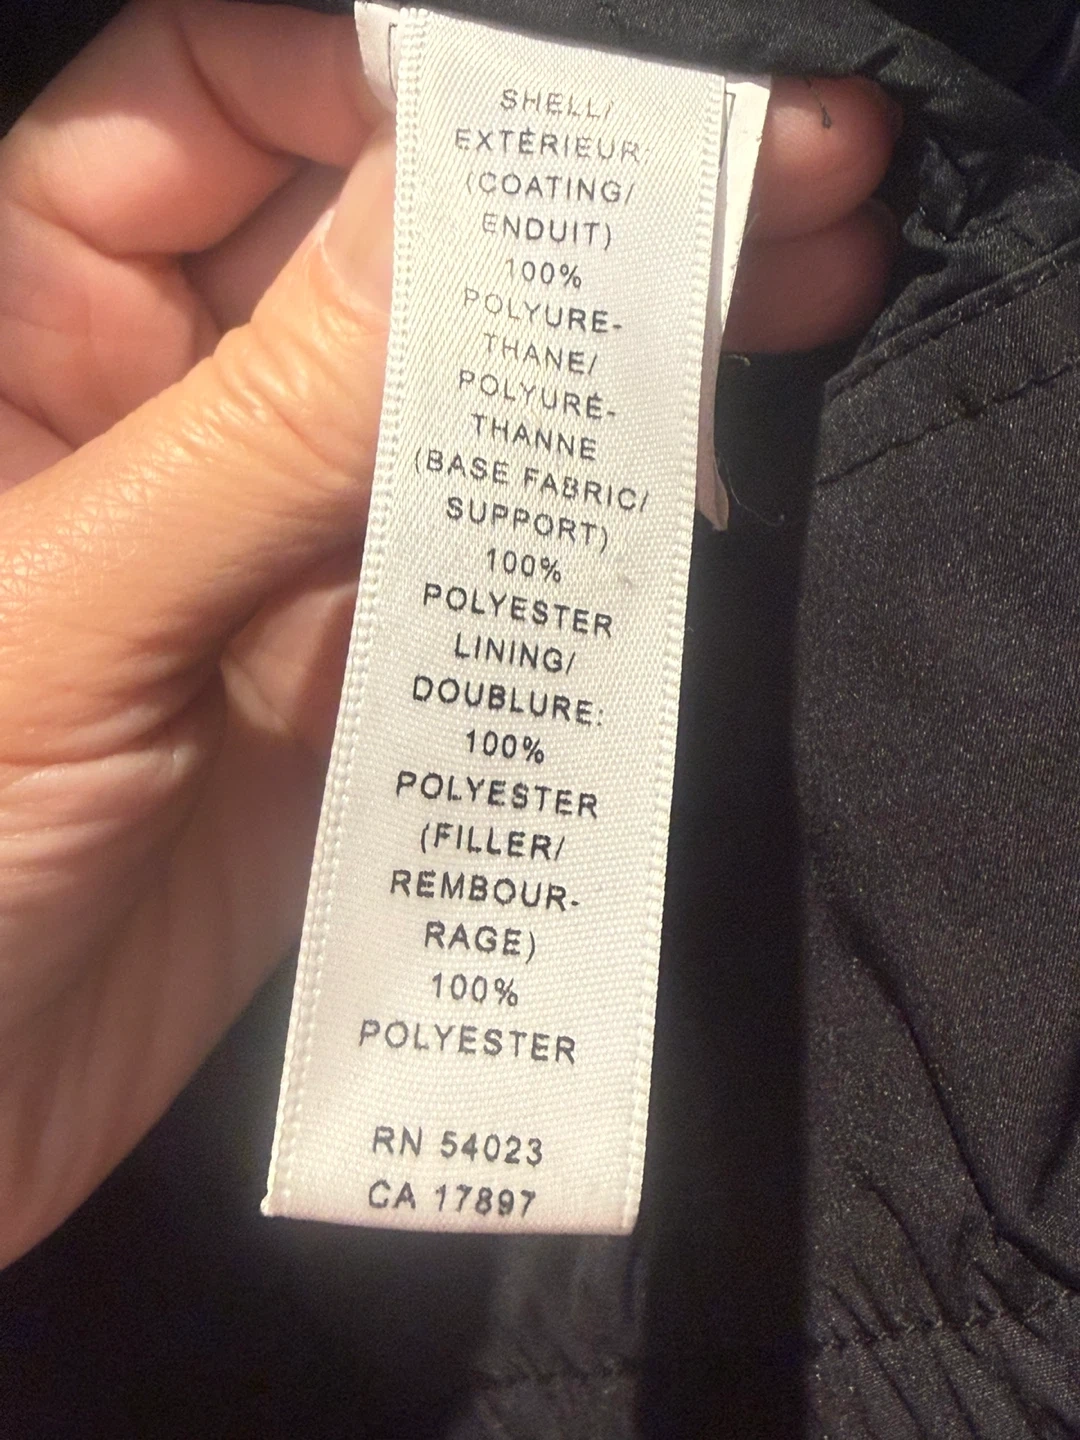 SHELL/
EXTÉRIEUR:
(COATING/
ENDUIT)
100%
POLYURE-
THANE/
POLYURÉ-
THANNE
(BASE FABRIC/
SUPPORT)
100%
POLYESTER
LINING/
DOUBLURE:
100%
POLYESTER
(FILLER/
REMBOUR-
RAGE)
100%
POLYESTER
RN 54023
CA 17897